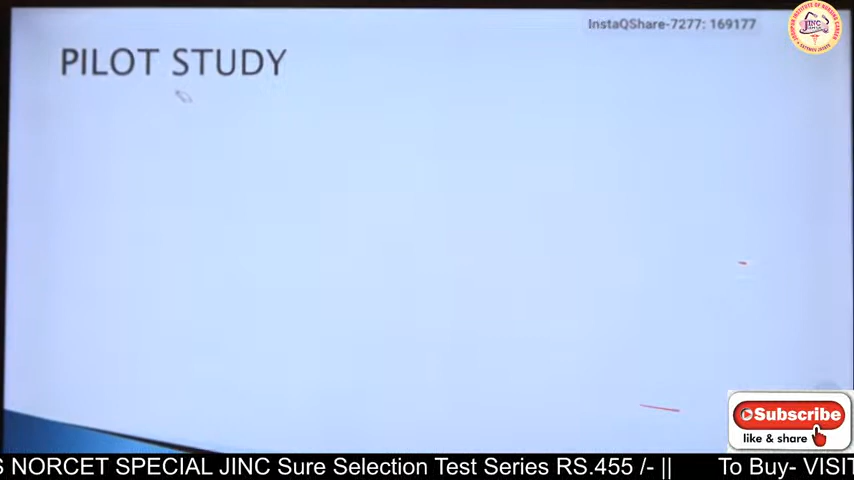 InstaQShare-7277: 169177
PILOT STUDY
JINC
Subscribe
like & share
S NORCET SPECIAL JINC Sure Selection Test Series RS.455 /- || To Buy- VISIT